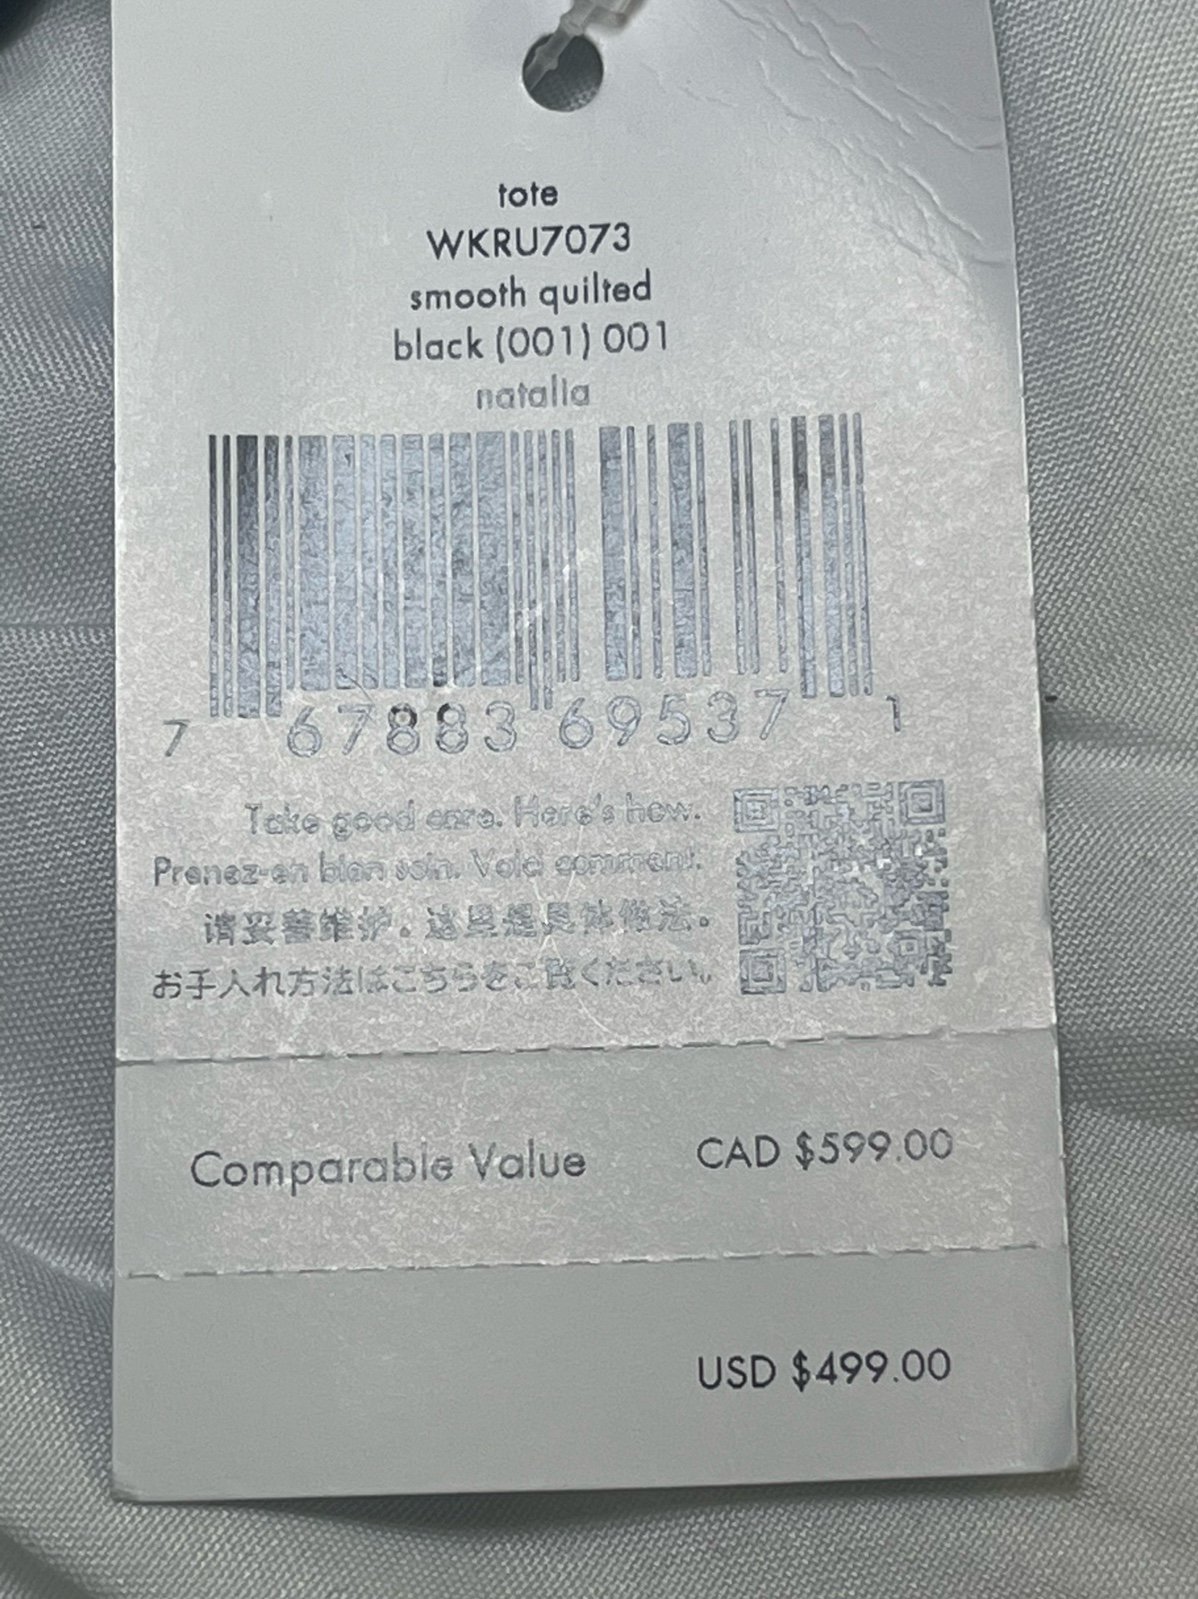 tote
WKRU7073
smooth quilted
black (001) 001
natalia
7 67883 69537 1
Take good care. Here's how.
Prenez-en bien soin. Voici comment.
请妥善维护。这里是具体做法。
お手入れ方法はこちらをご覧ください。
Comparable Value CAD $599.00
USD $499.00